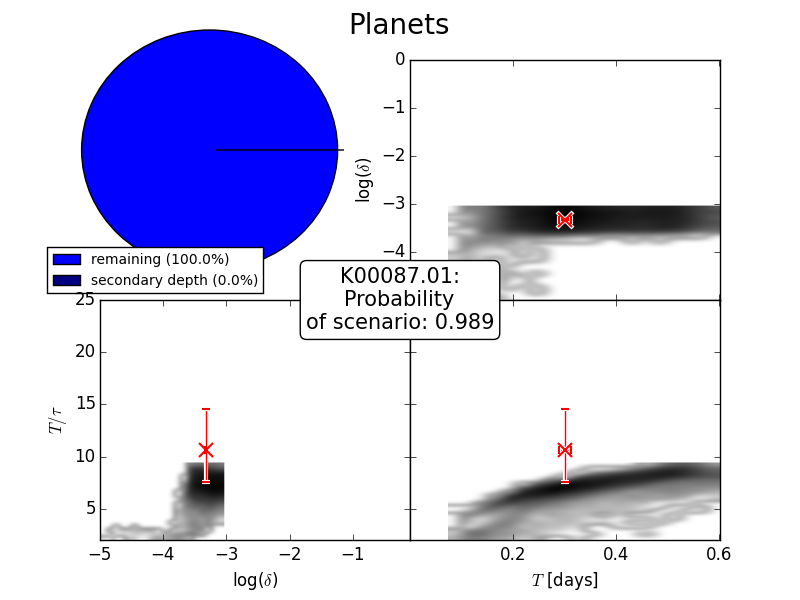 Planets
0
−1
−2
−3
−4
log(δ)
remaining (100.0%)
secondary depth (0.0%)
K00087.01:
Probability
of scenario: 0.989
25
20
15
10
5
T/τ
−5 −4 −3 −2 −1
log(δ)
0.2 0.4 0.6
T [days]